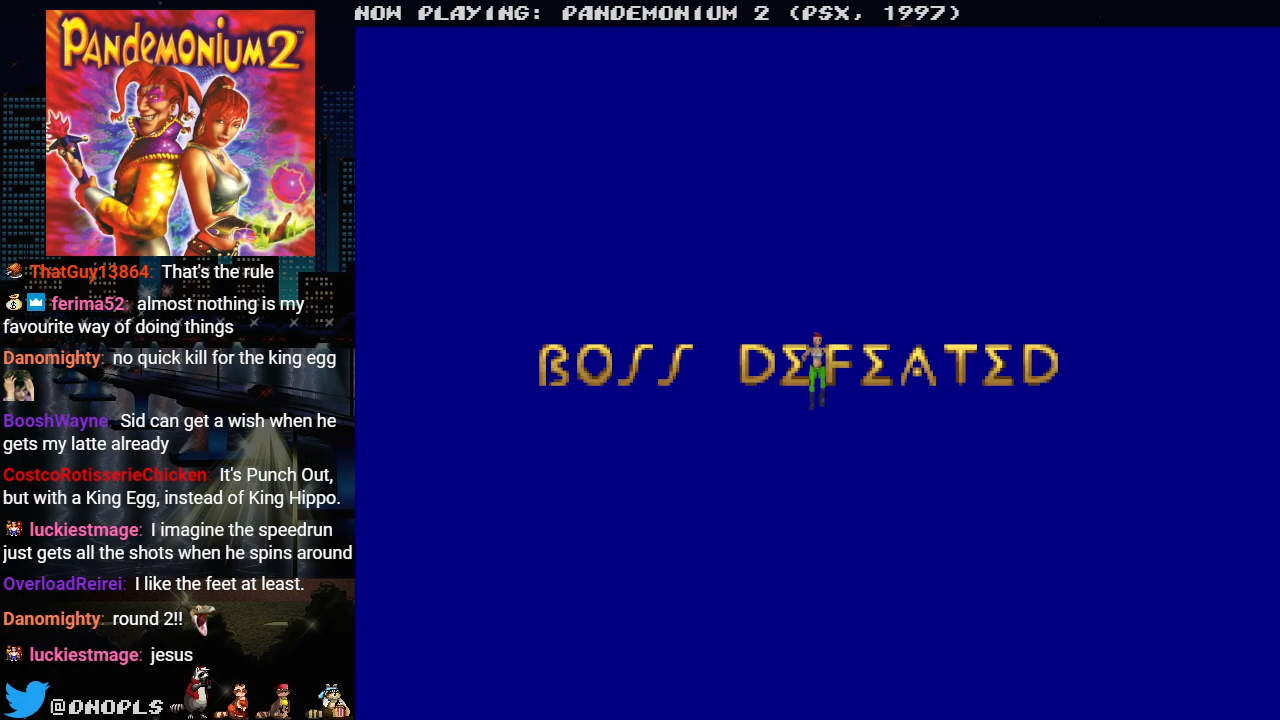 NOW PLAYING: PANDEMONIUM 2 (PSX, 1997)
PANDEMONIUM 2™
ThatGuy13864: That's the rule
ferima52: almost nothing is my
favourite way of doing things
Danomighty: no quick kill for the king egg
BooshWayne: Sid can get a wish when he
gets my latte already
CostcoRotisserieChicken: It's Punch Out,
but with a King Egg, instead of King Hippo.
luckiestmage: I imagine the speedrun
just gets all the shots when he spins around
OverloadReirei: I like the feet at least.
Danomighty: round 2!!
luckiestmage: jesus
@OHOPLS
BOSS DEFEATED